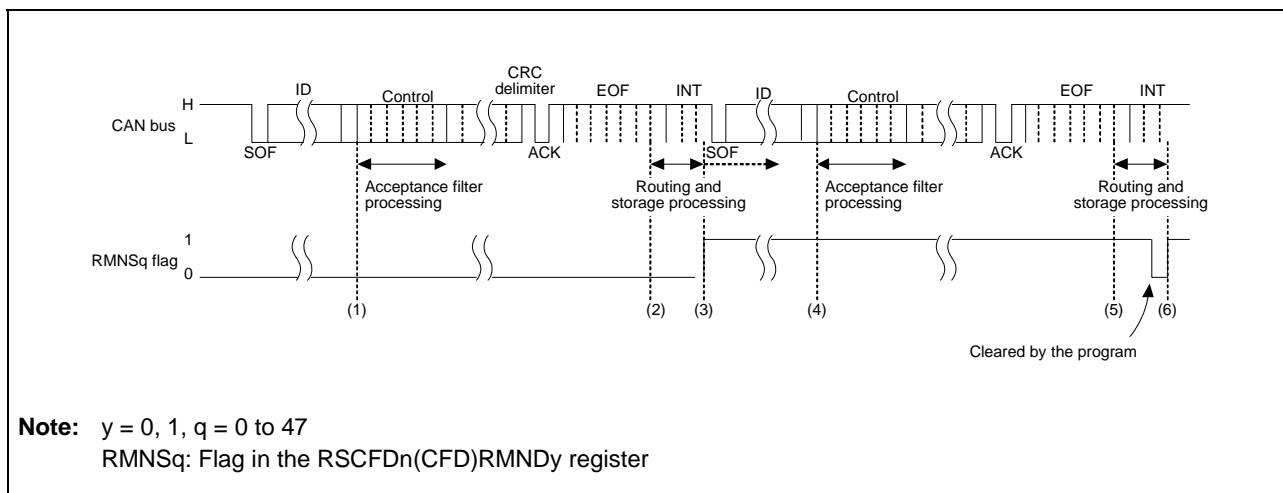 CRC
delimiter
ID
Control
EOF
INT
ID
Control
EOF
INT
H
CAN bus
L
SOF
ACK
SOF
ACK
Acceptance filter
processing
Routing and
storage processing
Acceptance filter
processing
Routing and
storage processing
1
RMNSq flag
0
(1)
(2)
(3)
(4)
(5)
(6)
Cleared by the program
Note: y = 0, 1, q = 0 to 47
RMNSq: Flag in the RSCFDn(CFD)RMNDy register